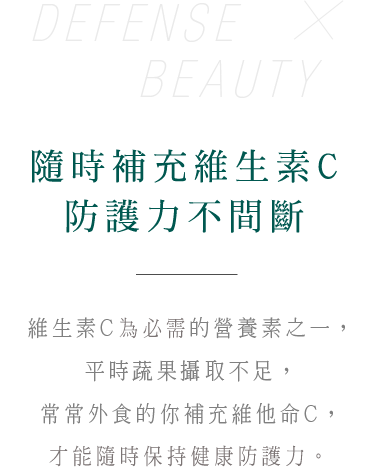 DEFENSE ×
BEAUTY
隨時補充維生素C
防護力不間斷
維生素C為必需的營養素之一，
平時蔬果攝取不足，
常常外食的你補充維他命C，
才能隨時保持健康防護力。